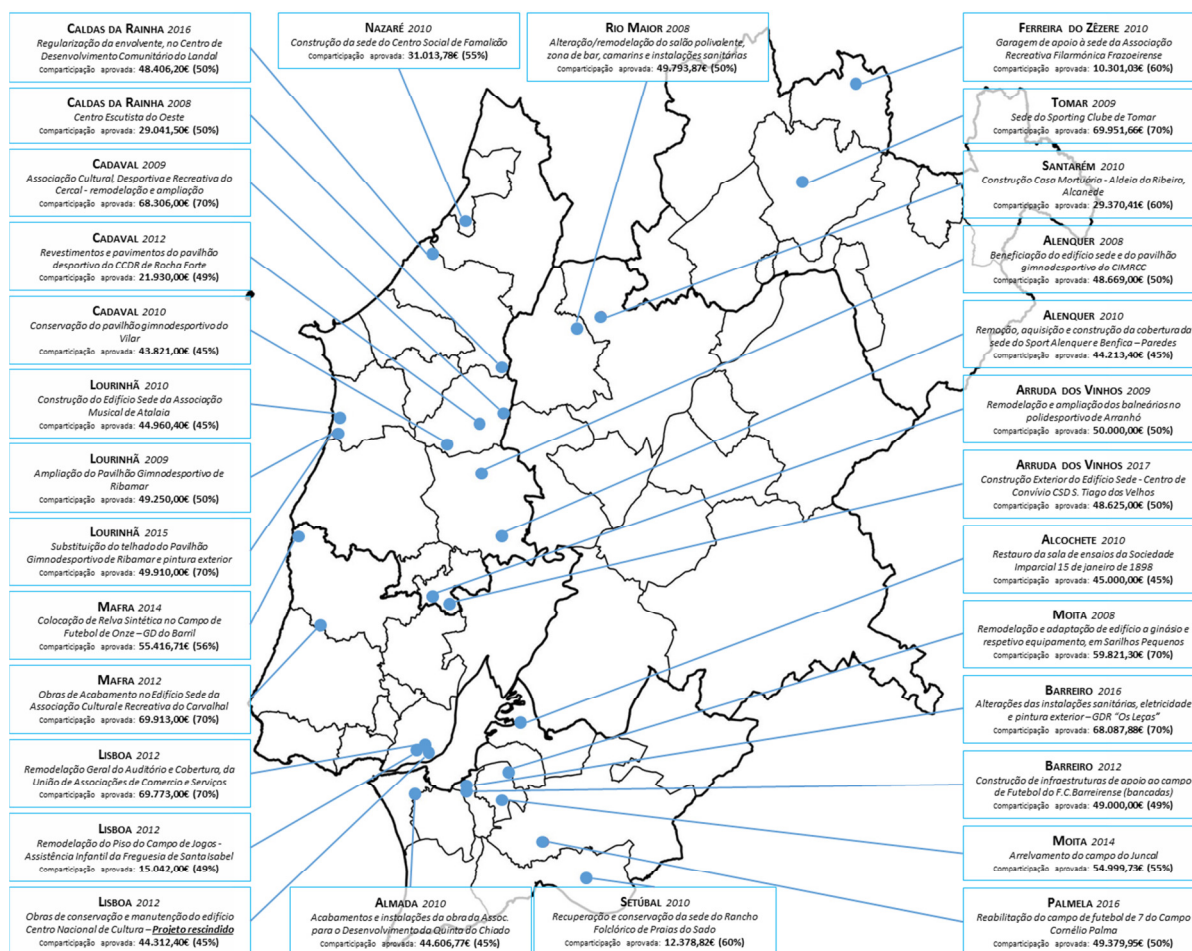 CALDAS DA RAINHA 2016
Regularização da envolvente, no Centro de
Desenvolvimento Comunitário do Landal
Comparticipação aprovada: 48.406,20€ (50%)
CALDAS DA RAINHA 2008
Centro Escutista do Oeste
Comparticipação aprovada: 29.041,50€ (50%)
CADAVAL 2009
Associação Cultural, Desportiva e Recreativa do
Cercal - remodelação e ampliação
Comparticipação aprovada: 68.306,00€ (70%)
CADAVAL 2012
Revestimentos e pavimentos do pavilhão
desportivo do CCDR de Rocha Forte
Comparticipação aprovada: 21.930,00€ (49%)
CADAVAL 2010
Conservação do pavilhão gimnodesportivo do
Vilar
Comparticipação aprovada: 43.821,00€ (45%)
LOURINHÃ 2010
Construção do Edifício Sede da Associação
Musical de Atalaia
Comparticipação aprovada: 44.960,40€ (45%)
LOURINHÃ 2009
Ampliação do Pavilhão Gimnodesportivo de
Ribamar
Comparticipação aprovada: 49.250,00€ (50%)
LOURINHÃ 2015
Substituição do telhado do Pavilhão
Gimnodesportivo de Ribamar e pintura exterior
Comparticipação aprovada: 49.910,00€ (70%)
MAFRA 2014
Colocação de Relva Sintética no Campo de
Futebol de Onze – GD do Barril
Comparticipação aprovada: 55.416,71€ (56%)
MAFRA 2012
Obras de Acabamento no Edifício Sede da
Associação Cultural e Recreativa do Carvalhal
Comparticipação aprovada: 69.913,00€ (70%)
LISBOA 2012
Remodelação Geral do Auditório e Cobertura, da
União de Associações de Comercio e Serviços
Comparticipação aprovada: 69.773,00€ (70%)
LISBOA 2012
Remodelação do Piso do Campo de Jogos -
Assistência Infantil da Freguesia de Santa Isabel
Comparticipação aprovada: 15.042,00€ (49%)
LISBOA 2012
Obras de conservação e manutenção do edifício
Centro Nacional de Cultura – Projeto rescindido
Comparticipação aprovada: 44.312,40€ (45%)
NAZARÉ 2010
Construção da sede do Centro Social de Famalicão
Comparticipação aprovada: 31.013,78€ (55%)
RIO MAIOR 2008
Alteração/remodelação do salão polivalente,
zona de bar, camarins e instalações sanitárias
Comparticipação aprovada: 49.793,87€ (50%)
ALMADA 2010
Acabamentos e instalações da obra da Assoc.
para o Desenvolvimento da Quinta do Chiado
Comparticipação aprovada: 44.606,77€ (45%)
SETÚBAL 2010
Recuperação e conservação da sede do Rancho
Folclórico de Praias do Sado
Comparticipação aprovada: 12.378,82€ (60%)
FERREIRA DO ZÊZERE 2010
Garagem de apoio à sede da Associação
Recreativa Filarmónica Frazoeirense
Comparticipação aprovada: 10.301,03€ (60%)
TOMAR 2009
Sede do Sporting Clube de Tomar
Comparticipação aprovada: 69.951,66€ (70%)
SANTARÉM 2010
Construção Casa Mortuária - Aldeia da Ribeira,
Alcanede
Comparticipação aprovada: 29.370,41€ (60%)
ALENQUER 2008
Beneficiação do edifício sede e do pavilhão
gimnodesportivo do CIMRCC
Comparticipação aprovada: 48.669,00€ (50%)
ALENQUER 2010
Remoção, aquisição e construção da cobertura da
sede do Sport Alenquer e Benfica – Paredes
Comparticipação aprovada: 44.213,40€ (45%)
ARRUDA DOS VINHOS 2009
Remodelação e ampliação dos balneários no
polidesportivo de Arranhó
Comparticipação aprovada: 50.000,00€ (50%)
ARRUDA DOS VINHOS 2017
Construção Exterior do Edifício Sede - Centro de
Convívio CSD S. Tiago dos Velhos
Comparticipação aprovada: 48.625,00€ (50%)
ALCOCHETE 2010
Restauro da sala de ensaios da Sociedade
Imparcial 15 de janeiro de 1898
Comparticipação aprovada: 45.000,00€ (45%)
MOITA 2008
Remodelação e adaptação de edifício a ginásio e
respetivo equipamento, em Sarilhos Pequenos
Comparticipação aprovada: 59.821,30€ (70%)
BARREIRO 2016
Alterações das instalações sanitárias, eletricidade
e pintura exterior – GDR "Os Leças"
Comparticipação aprovada: 68.087,88€ (70%)
BARREIRO 2012
Construção de infraestruturas de apoio ao campo
de Futebol do F.C.Barreirense (bancadas)
Comparticipação aprovada: 49.000,00€ (49%)
MOITA 2014
Arrelvamento do campo do Juncal
Comparticipação aprovada: 54.999,73€ (55%)
PALMELA 2016
Reabilitação do campo de futebol de 7 do Campo
Cornélio Palma
Comparticipação aprovada: 49.379,95€ (50%)